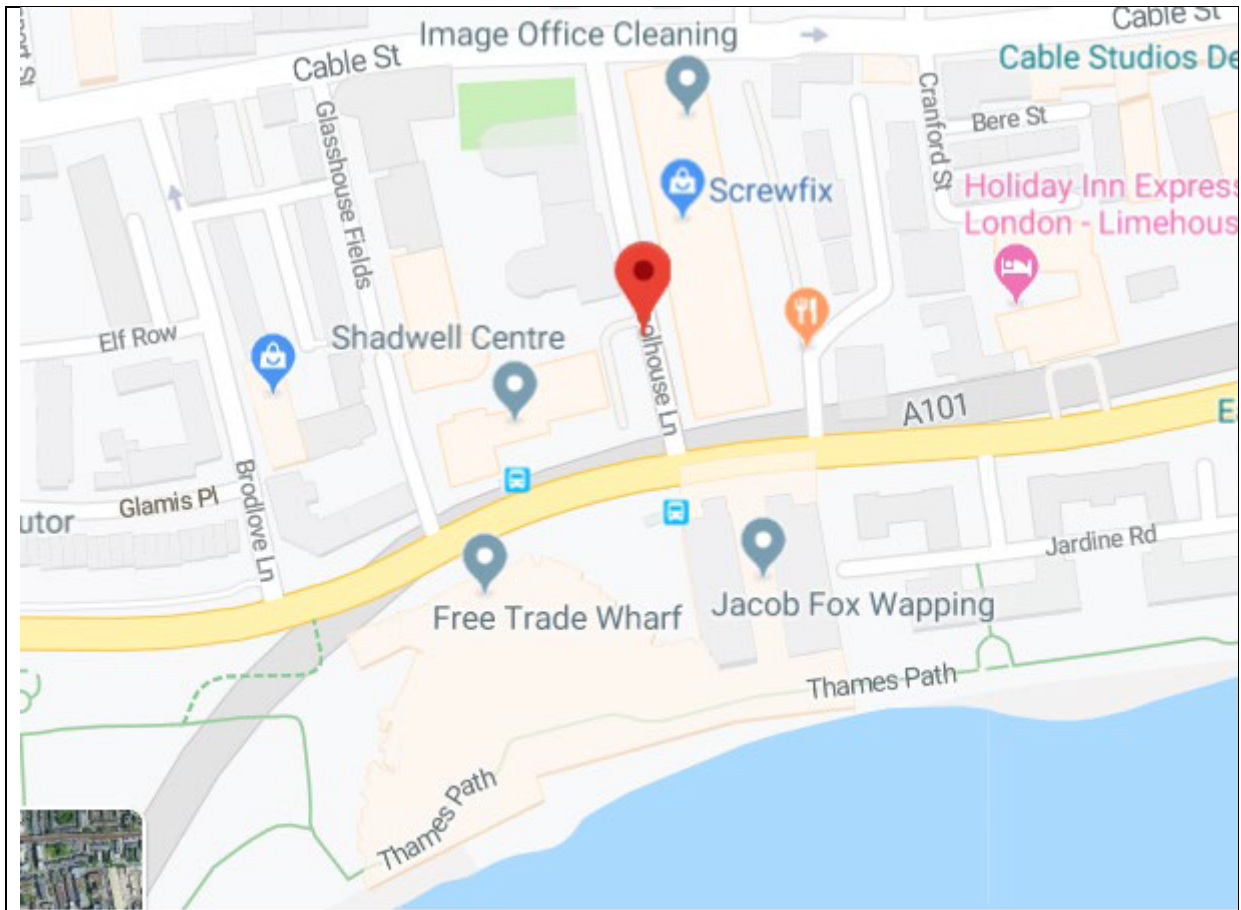 Cable St
Image Office Cleaning
Cable St
Cable Studios De
Glasshouse Fields
Cranford St
Bere St
Screwfix
Holiday Inn Express
London - Limehous
Elf Row
Shadwell Centre
olhouse Ln
A101
Brodlove Ln
Glamis Pl
utor
Jardine Rd
Free Trade Wharf
Jacob Fox Wapping
Thames Path
Thames Path